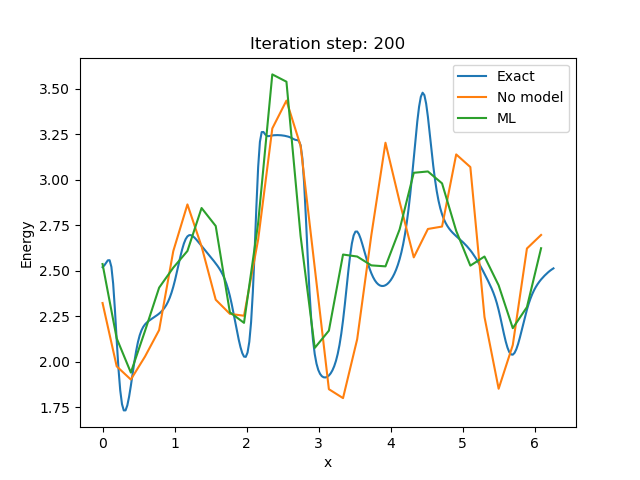 Iteration step: 200
Exact
No model
ML
Energy
3.50
3.25
3.00
2.75
2.50
2.25
2.00
1.75
0 1 2 3 4 5 6
x